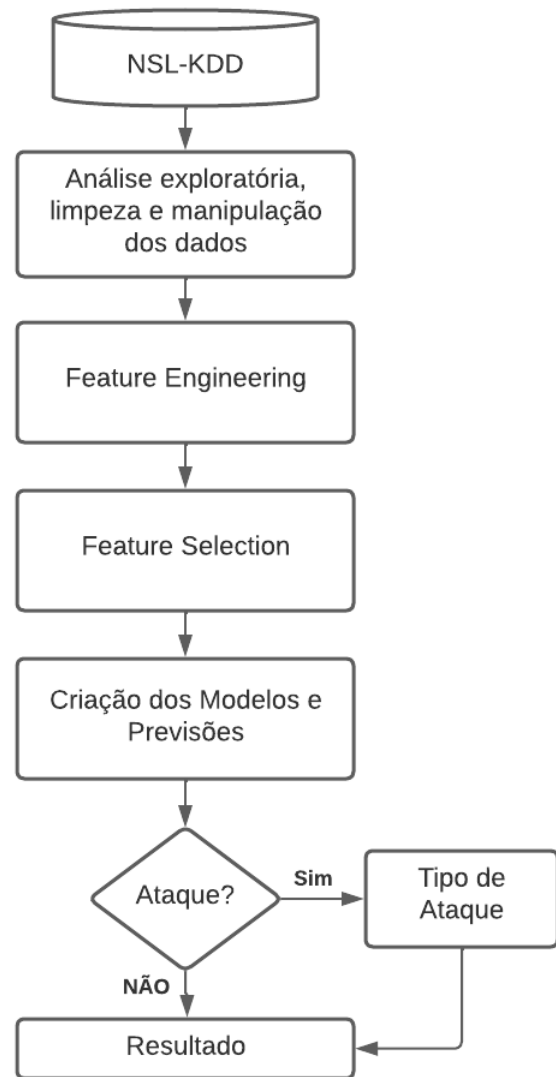 NSL-KDD
Análise exploratória,
limpeza e manipulação
dos dados
Feature Engineering
Feature Selection
Criação dos Modelos e
Previsões
Ataque?
Sim
Tipo de
Ataque
NÃO
Resultado